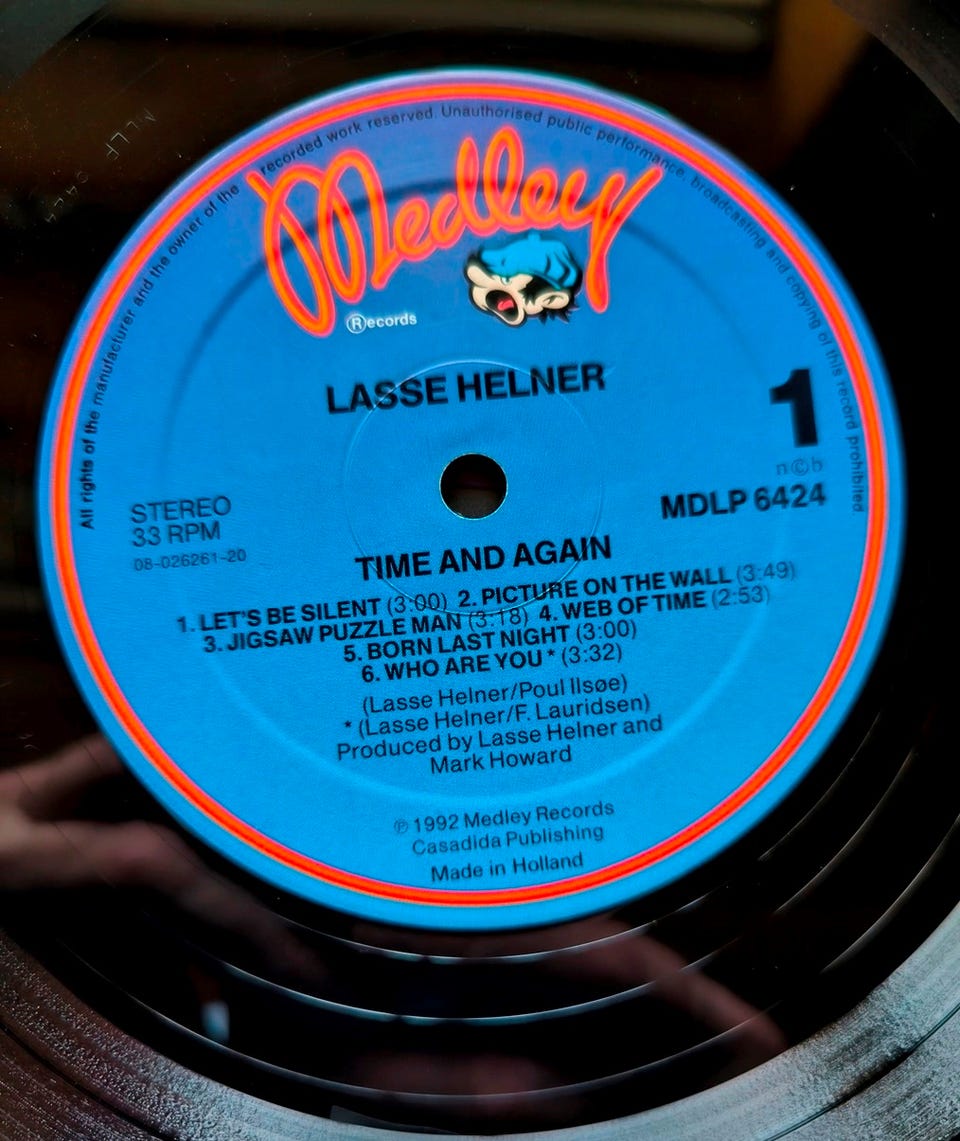 All rights of the manufacturer and the owner of the recorded work reserved. Unauthorised public performance, broadcasting and copying of this record prohibited
Medley
Ⓡecords
LASSE HELNER
1
n©b
STEREO
33 RPM
08-026261-20
MDLP 6424
TIME AND AGAIN
1. LET'S BE SILENT (3:00) 2. PICTURE ON THE WALL (3:49)
3. JIGSAW PUZZLE MAN (3:18) 4. WEB OF TIME (2:53)
5. BORN LAST NIGHT (3:00)
6. WHO ARE YOU * (3:32)
(Lasse Helner/Poul Ilsøe)
* (Lasse Helner/F. Lauridsen)
Produced by Lasse Helner and
Mark Howard
℗ 1992 Medley Records
Casadida Publishing
Made in Holland